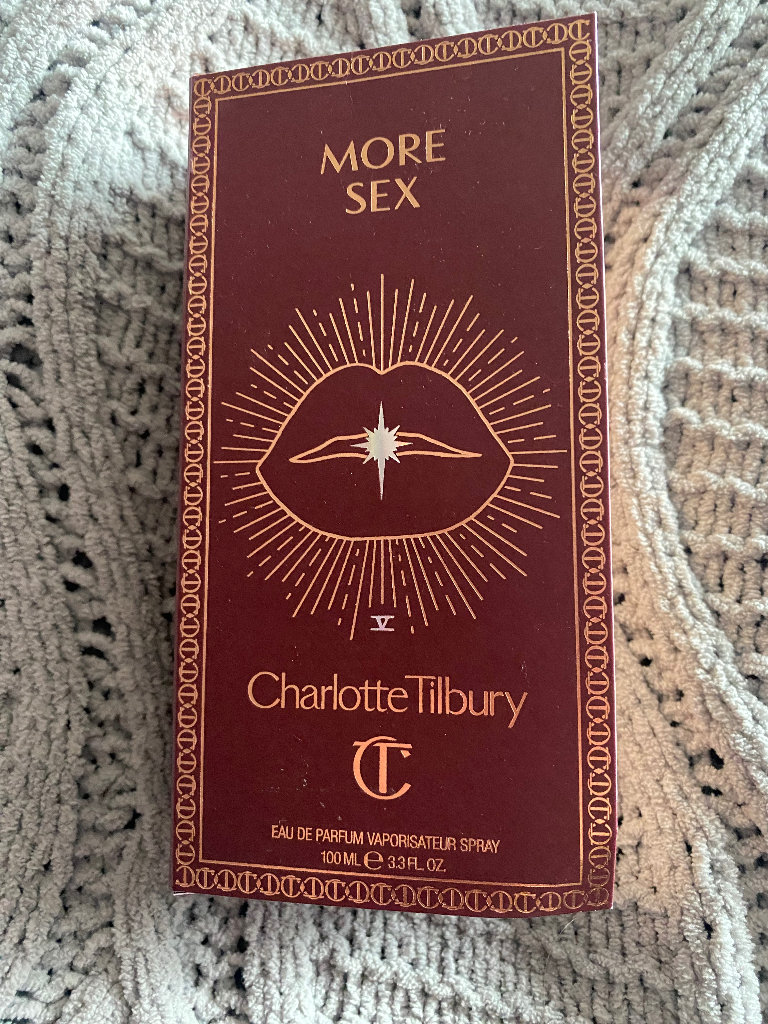 MORE
SEX
V
Charlotte Tilbury
CT
EAU DE PARFUM VAPORISATEUR SPRAY
100 ML ℮ 3.3 FL. OZ.